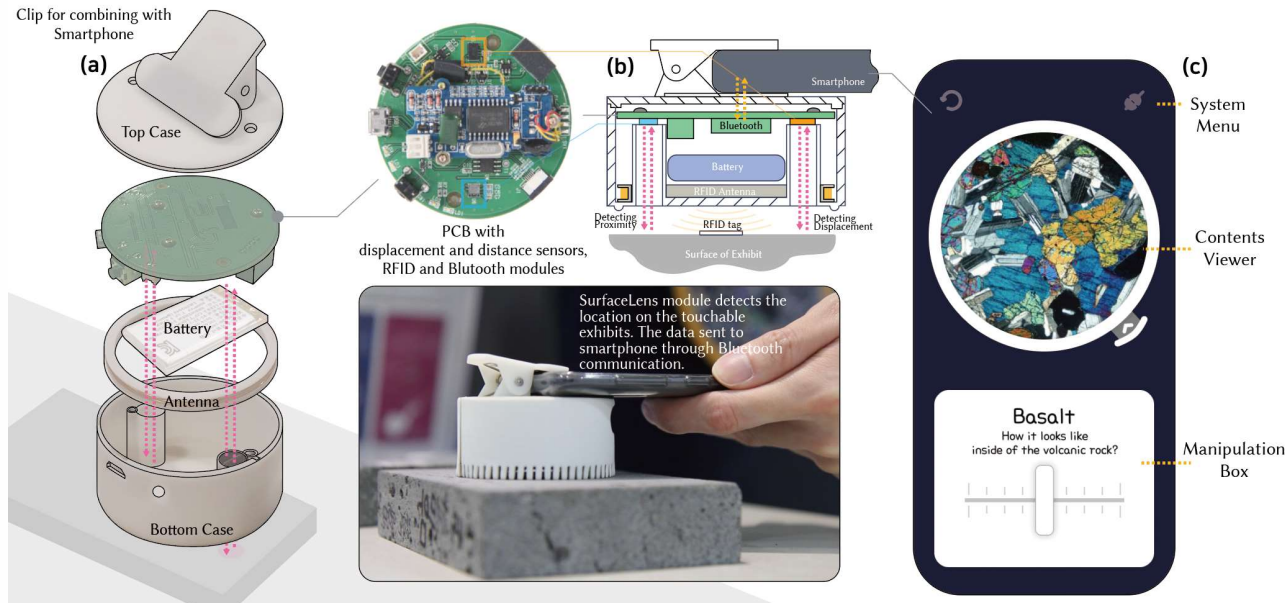 Clip for combining with
Smartphone
(a)
Top Case
Battery
Antenna
Bottom Case
PCB with
displacement and distance sensors,
RFID and Blutooth modules
(b)
Smartphone
Bluetooth
Battery
RFID Antenna
Detecting
Proximity
RFID tag
Detecting
Displacement
Surface of Exhibit
SurfaceLens module detects the
location on the touchable
exhibits. The data sent to
smartphone through Bluetooth
communication.
(c)
System
Menu
Contents
Viewer
Basalt
How it looks like
inside of the volcanic rock?
Manipulation
Box